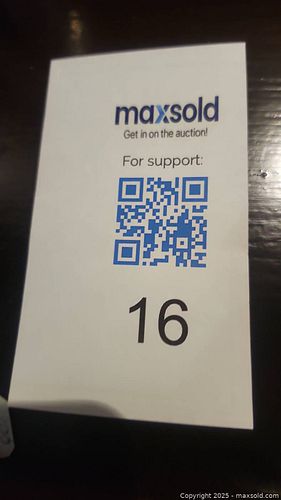 maxsold
Get in on the auction!
For support:
16
Copyright 2025 - maxsold.com